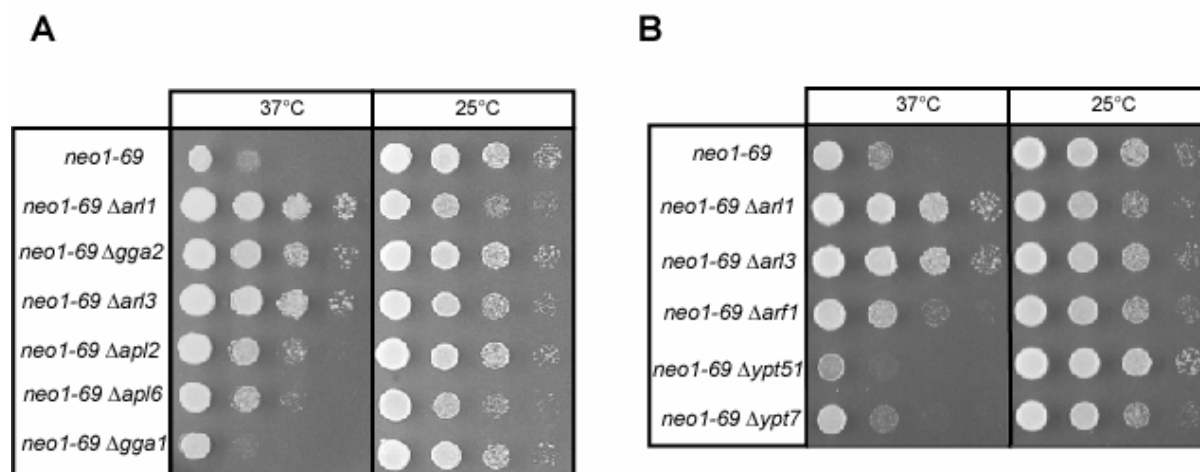 A
37°C 25°C
neo1-69
neo1-69 Δarl1
neo1-69 Δgga2
neo1-69 Δarl3
neo1-69 Δapl2
neo1-69 Δapl6
neo1-69 Δgga1
B
37°C 25°C
neo1-69
neo1-69 Δarl1
neo1-69 Δarl3
neo1-69 Δarf1
neo1-69 Δypt51
neo1-69 Δypt7